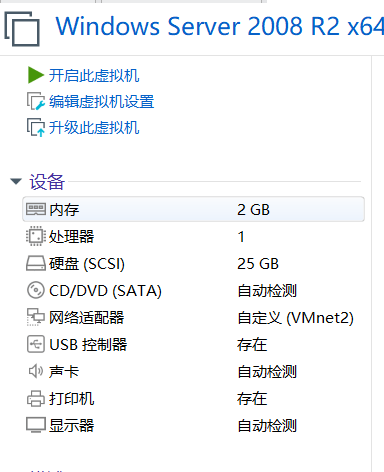 Windows Server 2008 R2 x64
开启此虚拟机
编辑虚拟机设置
升级此虚拟机
设备
内存 2 GB
处理器 1
硬盘 (SCSI) 25 GB
CD/DVD (SATA) 自动检测
网络适配器 自定义 (VMnet2)
USB 控制器 存在
声卡 自动检测
打印机 存在
显示器 自动检测